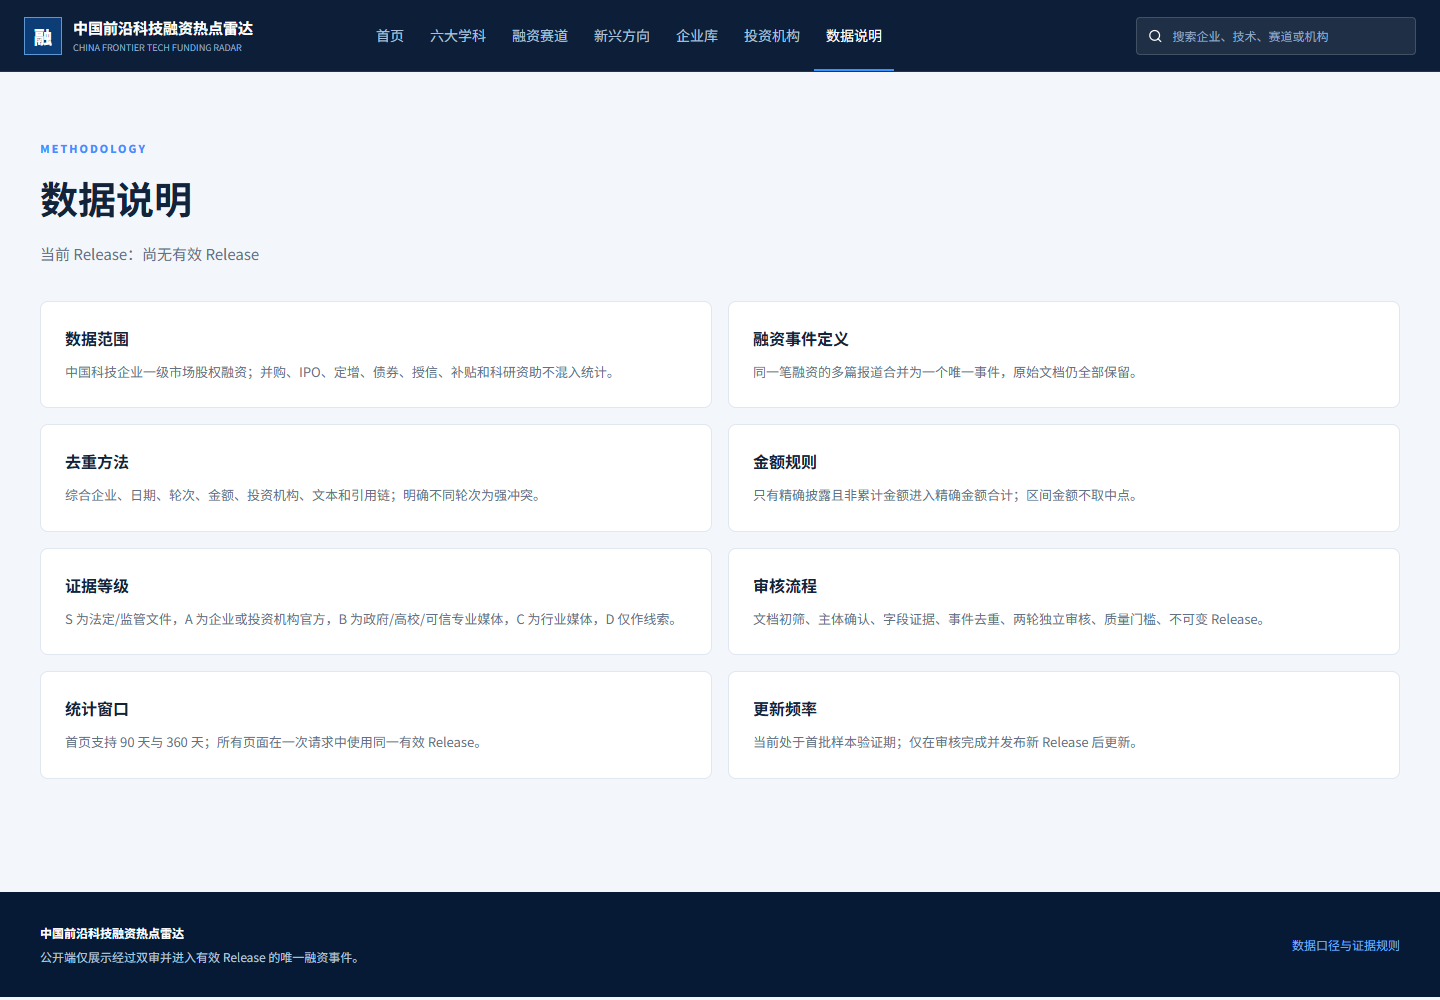 融
中国前沿科技融资热点雷达
CHINA FRONTIER TECH FUNDING RADAR
首页
六大学科
融资赛道
新兴方向
企业库
投资机构
数据说明
搜索企业、技术、赛道或机构
METHODOLOGY
数据说明
当前 Release：尚无有效 Release
数据范围
中国科技企业一级市场股权融资；并购、IPO、定增、债券、授信、补贴和科研资助不混入统计。
融资事件定义
同一笔融资的多篇报道合并为一个唯一事件，原始文档仍全部保留。
去重方法
综合企业、日期、轮次、金额、投资机构、文本和引用链；明确不同轮次为强冲突。
金额规则
只有精确披露且非累计金额进入精确金额合计；区间金额不取中点。
证据等级
S 为法定/监管文件，A 为企业或投资机构官方，B 为政府/高校/可信专业媒体，C 为行业媒体，D 仅作线索。
审核流程
文档初筛、主体确认、字段证据、事件去重、两轮独立审核、质量门槛、不可变 Release。
统计窗口
首页支持 90 天与 360 天；所有页面在一次请求中使用同一有效 Release。
更新频率
当前处于首批样本验证期；仅在审核完成并发布新 Release 后更新。
中国前沿科技融资热点雷达
公开端仅展示经过双审并进入有效 Release 的唯一融资事件。
数据口径与证据规则